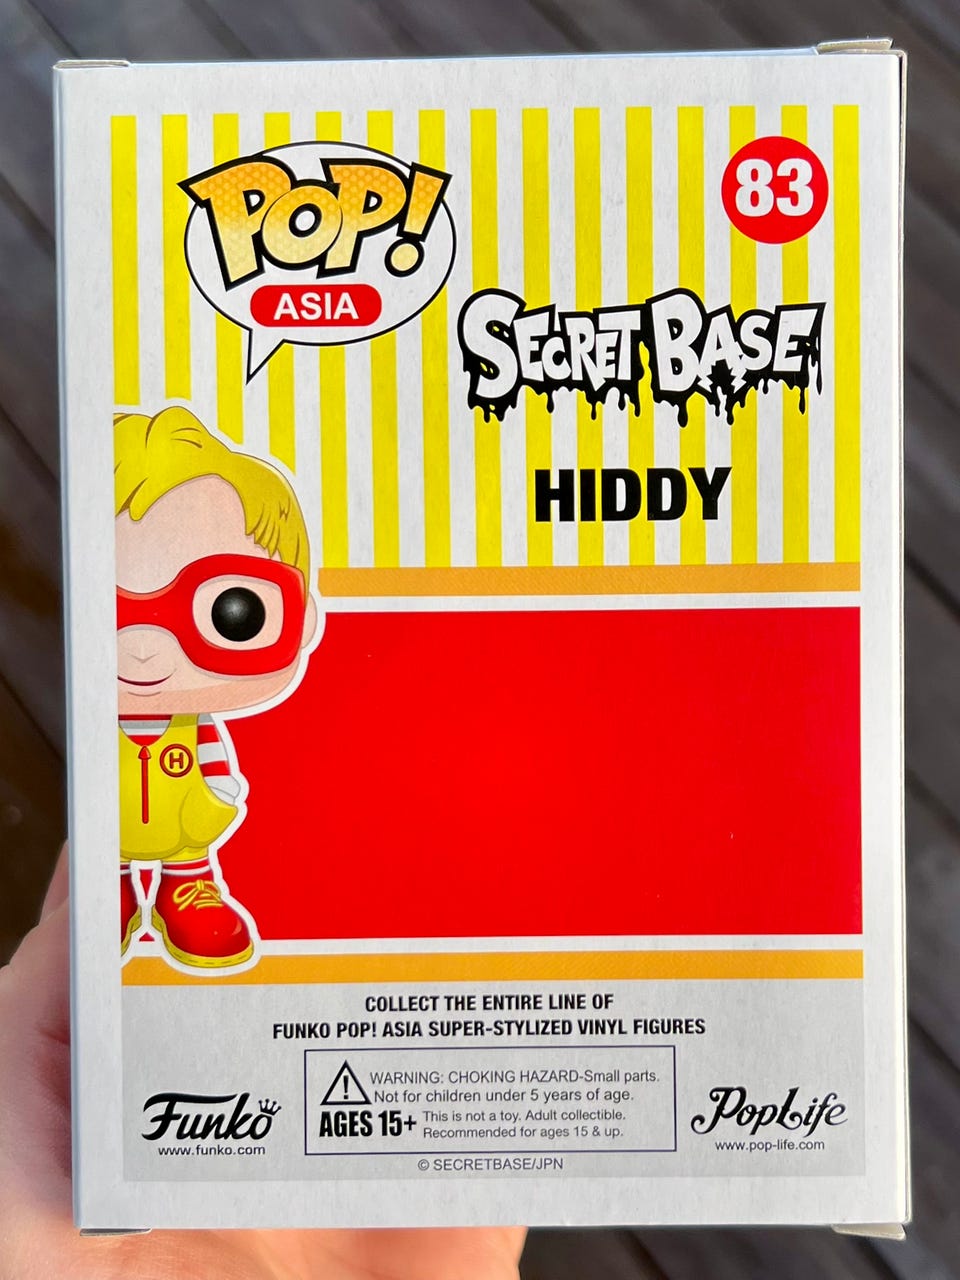 POP!
ASIA
83
SECRET BASE
HIDDY
H
COLLECT THE ENTIRE LINE OF
FUNKO POP! ASIA SUPER-STYLIZED VINYL FIGURES
WARNING: CHOKING HAZARD-Small parts.
Not for children under 5 years of age.
AGES 15+
This is not a toy. Adult collectible.
Recommended for ages 15 & up.
Funko
www.funko.com
PopLife
www.pop-life.com
© SECRETBASE/JPN